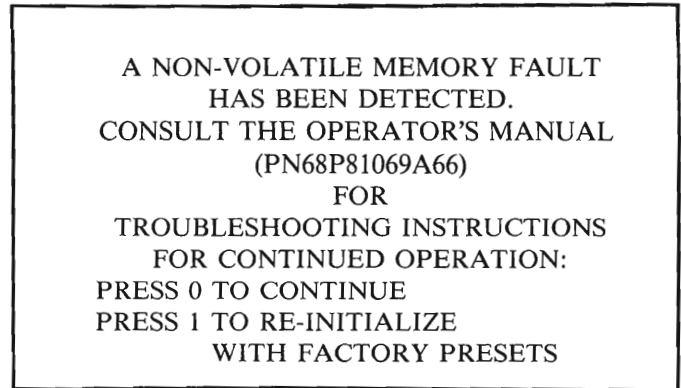 A NON-VOLATILE MEMORY FAULT
HAS BEEN DETECTED.
CONSULT THE OPERATOR'S MANUAL
(PN68P81069A66)
FOR
TROUBLESHOOTING INSTRUCTIONS
FOR CONTINUED OPERATION:
PRESS 0 TO CONTINUE
PRESS 1 TO RE-INITIALIZE
WITH FACTORY PRESETS